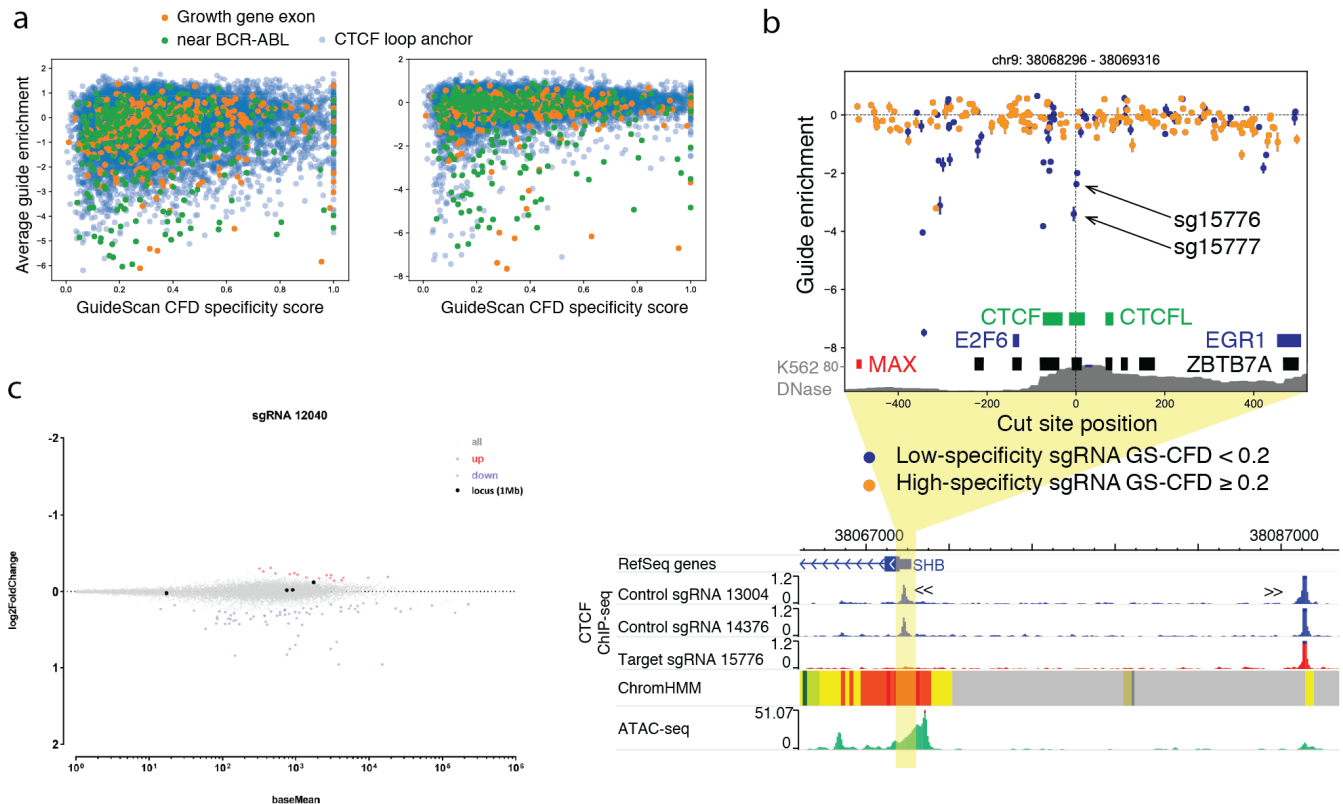 a
Growth gene exon
near BCR-ABL
CTCF loop anchor
Average guide enrichment
2
1
0
−1
−2
−3
−4
−5
−6
0.0 0.2 0.4 0.6 0.8 1.0
GuideScan CFD specificity score
2
0
−2
−4
−6
−8
0.0 0.2 0.4 0.6 0.8 1.0
GuideScan CFD specificity score
b
chr9: 38068296 - 38069316
Guide enrichment
0
−2
−4
−6
−8
sg15776
sg15777
CTCF CTCFL
E2F6 EGR1
MAX ZBTB7A
K562 80
DNase
−400 −200 0 200 400
Cut site position
Low-specificity sgRNA GS-CFD < 0.2
High-specificty sgRNA GS-CFD ≥ 0.2
38067000 38087000
RefSeq genes SHB
CTCF
ChIP-seq
Control sgRNA 13004 1.2 0 << >>
Control sgRNA 14376 1.2 0
Target sgRNA 15776 1.2 0
ChromHMM
ATAC-seq 51.07 0
c
sgRNA 12040
all
up
down
locus (1Mb)
log2FoldChange
-2
-1
0
1
2
10⁰ 10¹ 10² 10³ 10⁴ 10⁵ 10⁶
baseMean